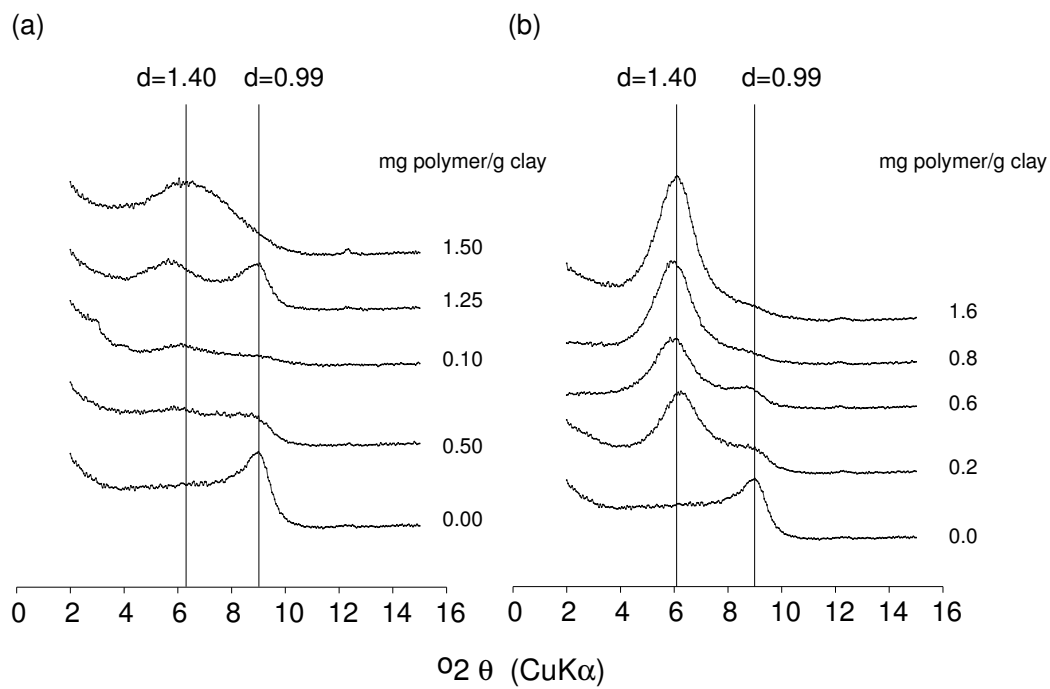 (a)
d=1.40 d=0.99
mg polymer/g clay
1.50
1.25
0.10
0.50
0.00
0 2 4 6 8 10 12 14 16
(b)
d=1.40 d=0.99
mg polymer/g clay
1.6
0.8
0.6
0.2
0.0
0 2 4 6 8 10 12 14 16
º2 θ (CuKα)